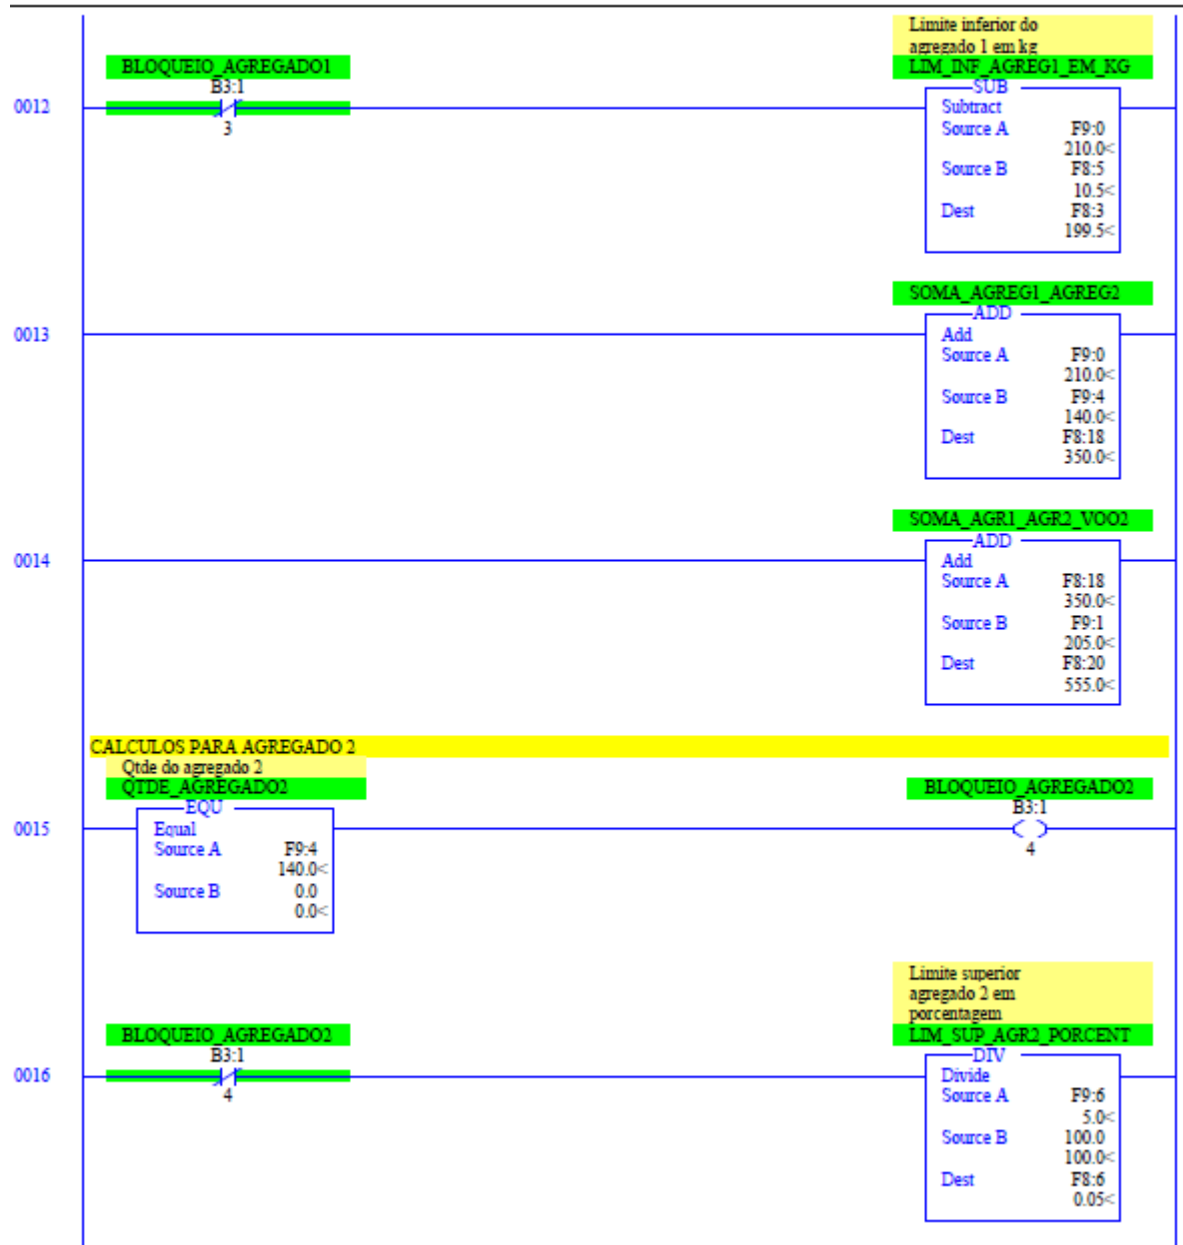 Limite inferior do
agregado 1 em kg
BLOQUEIO_AGREGADO1
LIM_INF_AGREG1_EM_KG
B3:1
SUB
0012
Subtract
3
Source A F9:0
210.0<
Source B F8:5
10.5<
Dest F8:3
199.5<
SOMA_AGREG1_AGREG2
ADD
0013
Add
Source A F9:0
210.0<
Source B F9:4
140.0<
Dest F8:18
350.0<
SOMA_AGR1_AGR2_VOO2
ADD
0014
Add
Source A F8:18
350.0<
Source B F9:1
205.0<
Dest F8:20
555.0<
CALCULOS PARA AGREGADO 2
Qtde do agregado 2
QTDE_AGREGADO2
BLOQUEIO_AGREGADO2
EQU
B3:1
0015
Equal
4
Source A F9:4
140.0<
Source B 0.0
0.0<
Limite superior
agregado 2 em
porcentagem
BLOQUEIO_AGREGADO2
LIM_SUP_AGR2_PORCENT
B3:1
DIV
0016
Divide
4
Source A F9:6
5.0<
Source B 100.0
100.0<
Dest F8:6
0.05<